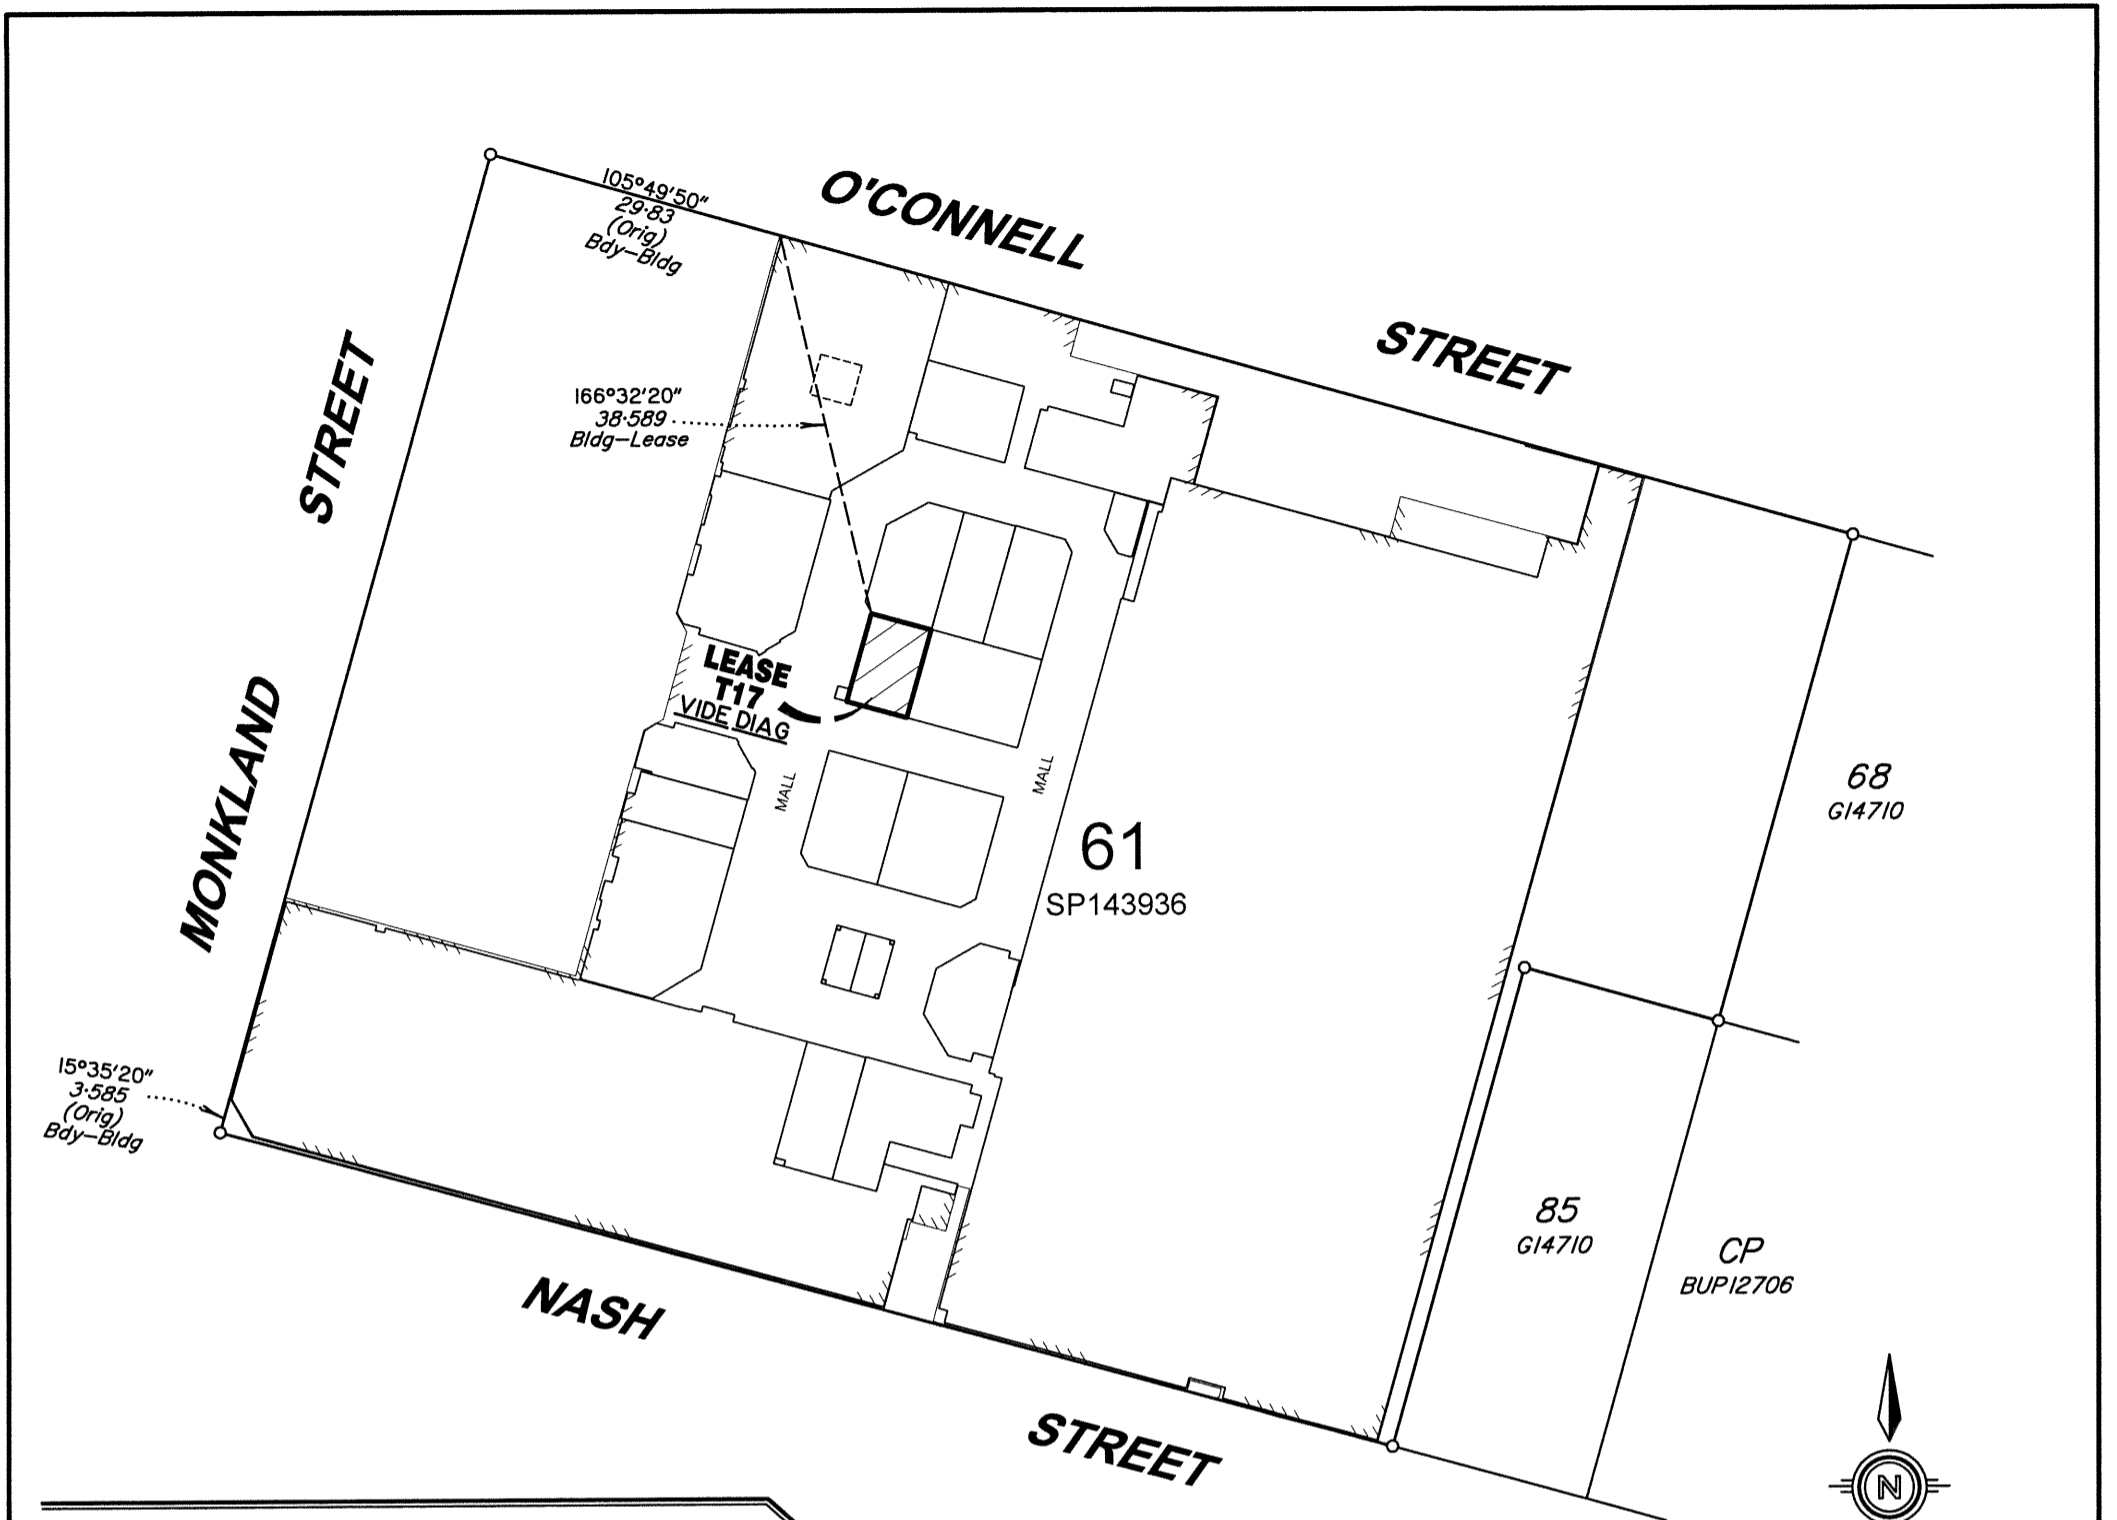 105°49'50"
29·83
(Orig)
Bdy–Bldg
O'CONNELL
STREET
166°32'20"
38·589
Bldg–Lease
STREET
MONKLAND
LEASE
T17
VIDE DIAG
MALL
MALL
61
SP143936
68
G14710
15°35'20"
3·585
(Orig)
Bdy–Bldg
85
G14710
CP
BUP12706
NASH
STREET
N